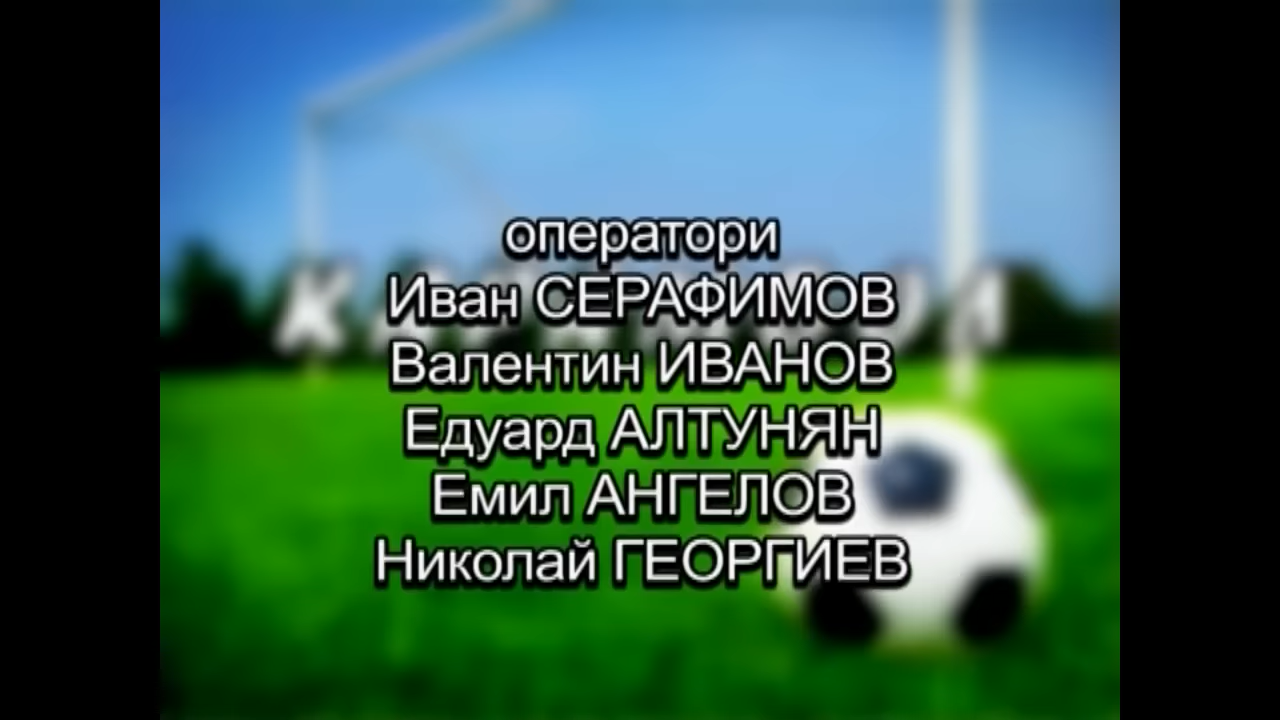 оператори
Иван СЕРАФИМОВ
Валентин ИВАНОВ
Едуард АЛТУНЯН
Емил АНГЕЛОВ
Николай ГЕОРГИЕВ